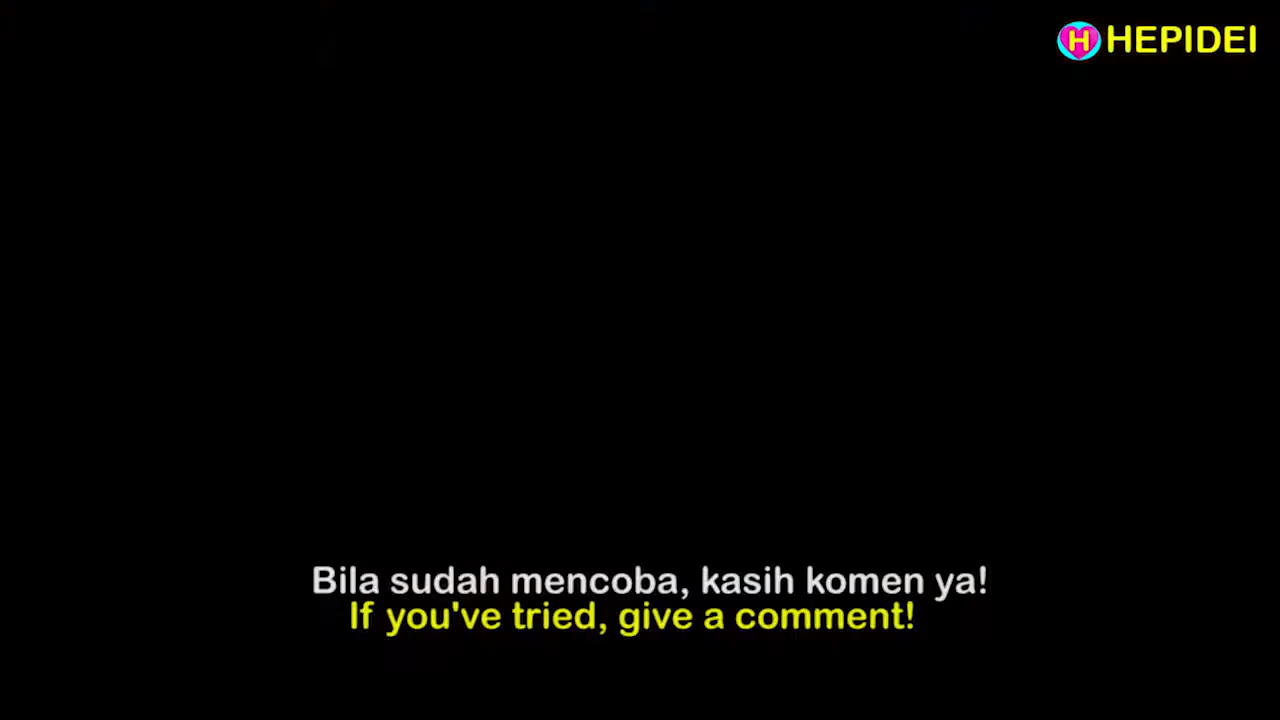 H HEPIDEI
Bila sudah mencoba, kasih komen ya!
If you've tried, give a comment!